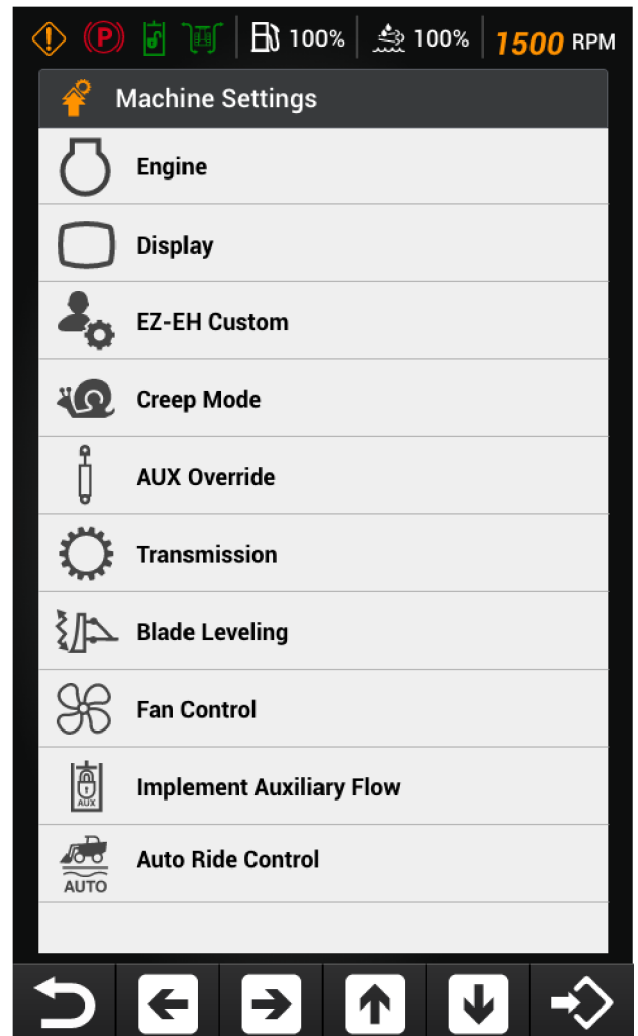 (P) 100% 100% 1500 RPM
Machine Settings
Engine
Display
EZ-EH Custom
Creep Mode
AUX Override
Transmission
Blade Leveling
Fan Control
AUX
Implement Auxiliary Flow
AUTO
Auto Ride Control